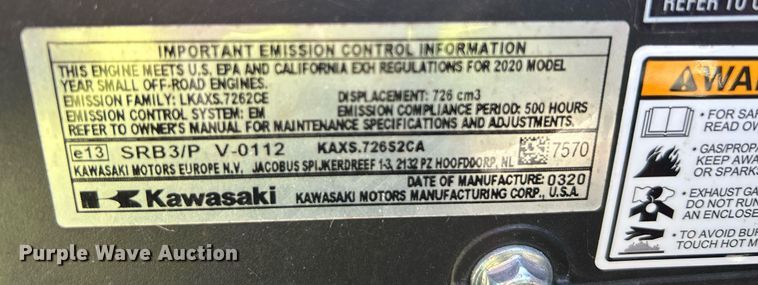 IMPORTANT EMISSION CONTROL INFORMATION
THIS ENGINE MEETS U.S. EPA AND CALIFORNIA EXH REGULATIONS FOR 2020 MODEL
YEAR SMALL OFF-ROAD ENGINES.
EMISSION FAMILY: LKAXS.7262CE DISPLACEMENT: 726 cm3
EMISSION CONTROL SYSTEM: EM EMISSION COMPLIANCE PERIOD: 500 HOURS
REFER TO OWNER'S MANUAL FOR MAINTENANCE SPECIFICATIONS AND ADJUSTMENTS.
e13 SRB3/P V-0112 KAXS.726S2CA 7570
KAWASAKI MOTORS EUROPE N.V. JACOBUS SPIJKERDREEF 1-3, 2132 PZ HOOFDDORP, NL
DATE OF MANUFACTURE: 0320
Kawasaki KAWASAKI MOTORS MANUFACTURING CORP., U.S.A.
REFER TO
WA
• FOR SA
READ OW
• GAS/PROP
KEEP AWA
OR SPARKS
• EXHAUST GA
DO NOT RUN
AN ENCLOSE
• TO AVOID BUR
TOUCH HOT M
Purple Wave Auction